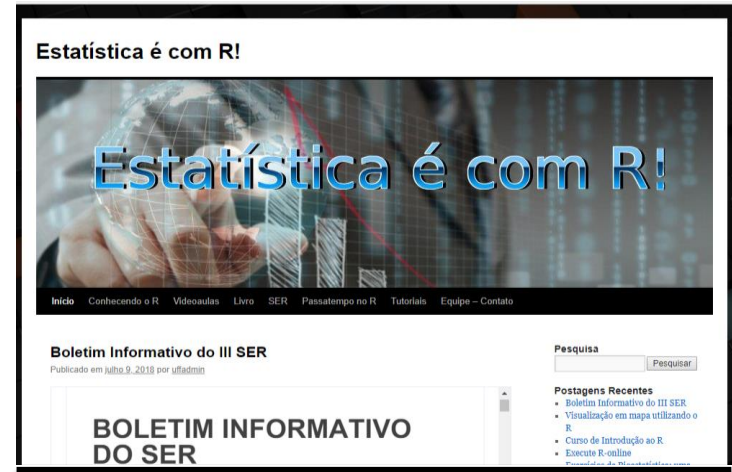 Estatística é com R!
Estatística é com R!
Início Conhecendo o R Videoaulas Livro SER Passatempo no R Tutoriais Equipe – Contato
Boletim Informativo do III SER
Publicado em julho 9, 2018 por uffadmin
BOLETIM INFORMATIVO
DO SER
Pesquisa
Pesquisar
Postagens Recentes
Boletim Informativo do III SER
Visualização em mapa utilizando o
R
Curso de Introdução ao R
Execute R-online